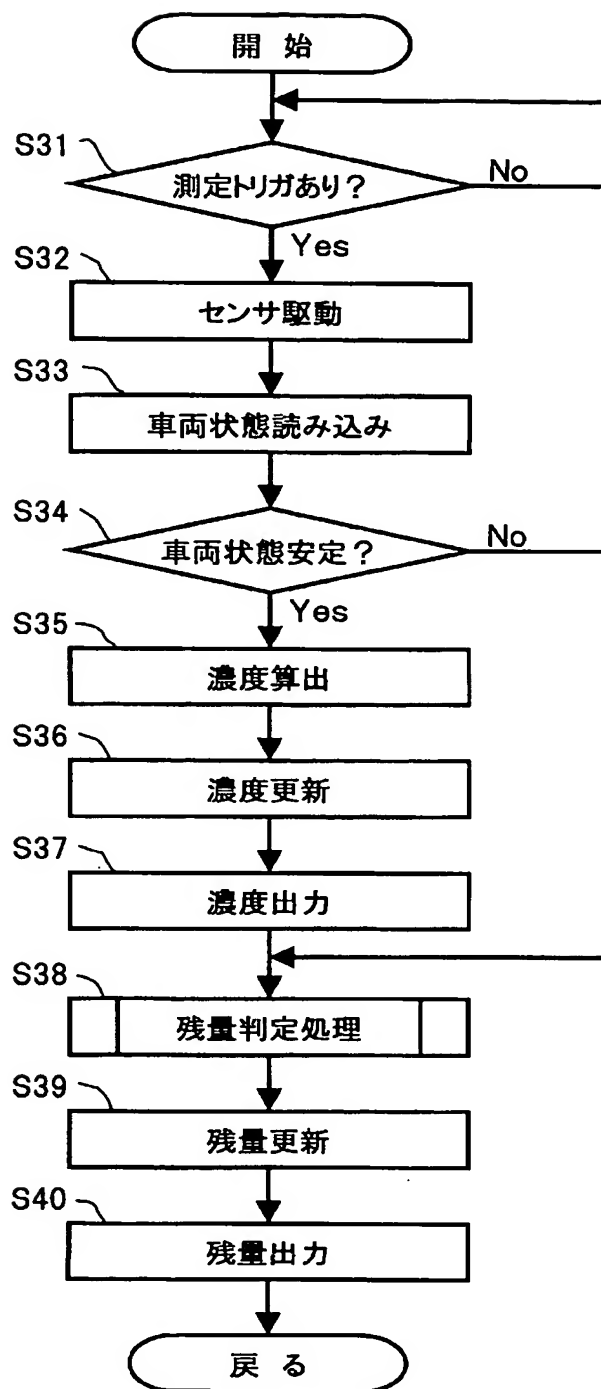 開 始
S31
測定トリガあり?
No
Yes
S32
センサ駆動
S33
車両状態読み込み
S34
車両状態安定?
No
Yes
S35
濃度算出
S36
濃度更新
S37
濃度出力
S38
残量判定処理
S39
残量更新
S40
残量出力
戻 る